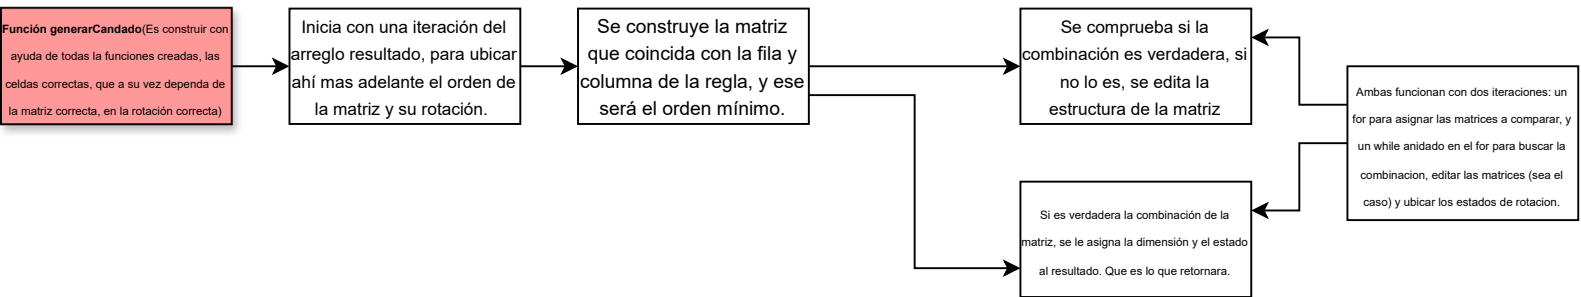 Función generarCandado(Es construir con
ayuda de todas la funciones creadas, las
celdas correctas, que a su vez dependa de
la matriz correcta, en la rotación correcta)
Inicia con una iteración del
arreglo resultado, para ubicar
ahí mas adelante el orden de
la matriz y su rotación.
Se construye la matriz
que coincida con la fila y
columna de la regla, y ese
será el orden mínimo.
Se comprueba si la
combinación es verdadera, si
no lo es, se edita la
estructura de la matriz
Si es verdadera la combinación de la
matriz, se le asigna la dimensión y el estado
al resultado. Que es lo que retornara.
Ambas funcionan con dos iteraciones: un
for para asignar las matrices a comparar, y
un while anidado en el for para buscar la
combinacion, editar las matrices (sea el
caso) y ubicar los estados de rotacion.